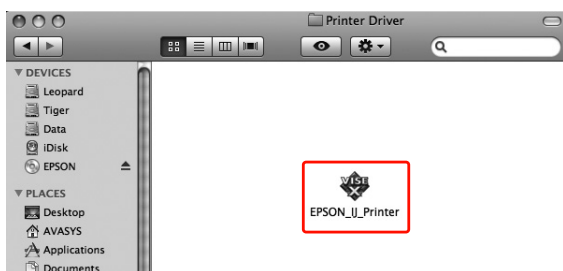 Printer Driver
DEVICES
Leopard
Tiger
Data
iDisk
EPSON
PLACES
Desktop
AVASYS
Applications
Documents
VISE
X
EPSON_IJ_Printer